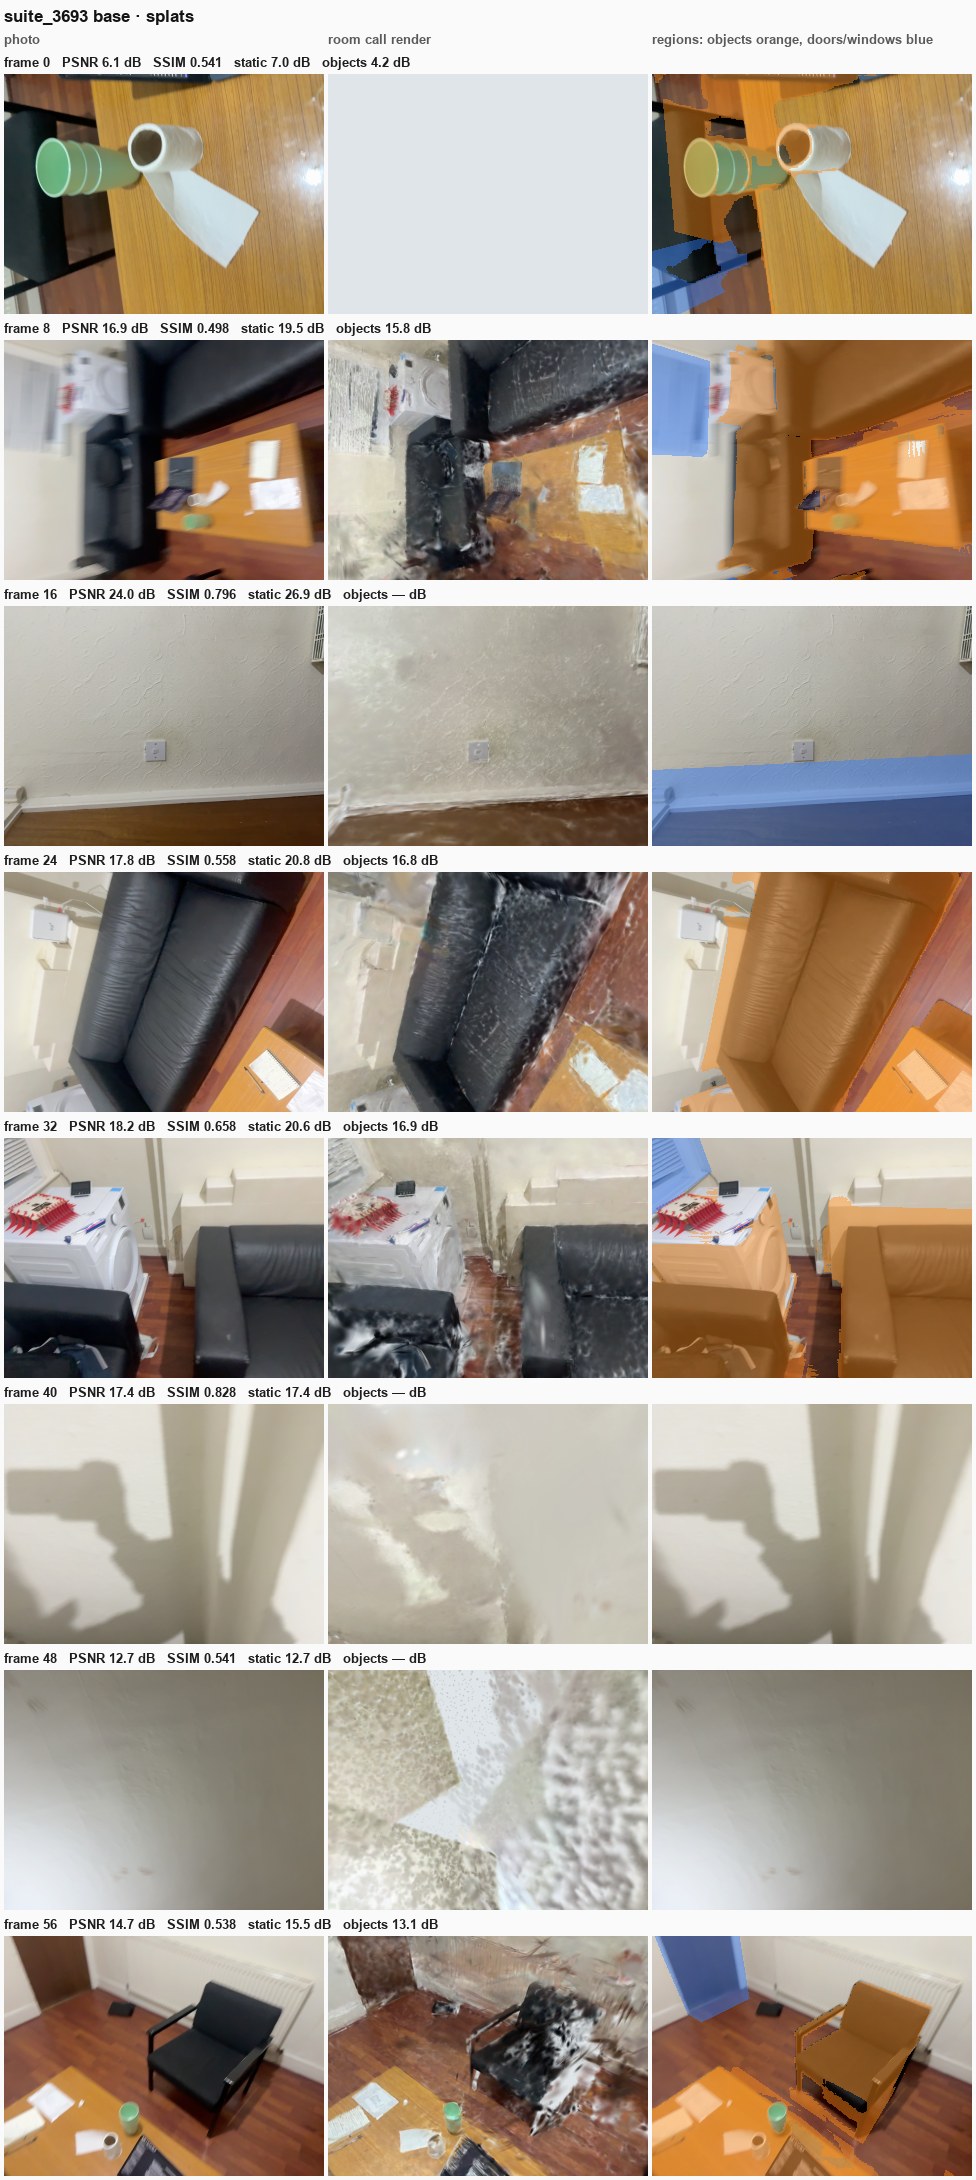 suite_3693 base · splats
photo room call render regions: objects orange, doors/windows blue
frame 0 PSNR 6.1 dB SSIM 0.541 static 7.0 dB objects 4.2 dB
frame 8 PSNR 16.9 dB SSIM 0.498 static 19.5 dB objects 15.8 dB
frame 16 PSNR 24.0 dB SSIM 0.796 static 26.9 dB objects — dB
frame 24 PSNR 17.8 dB SSIM 0.558 static 20.8 dB objects 16.8 dB
frame 32 PSNR 18.2 dB SSIM 0.658 static 20.6 dB objects 16.9 dB
frame 40 PSNR 17.4 dB SSIM 0.828 static 17.4 dB objects — dB
frame 48 PSNR 12.7 dB SSIM 0.541 static 12.7 dB objects — dB
frame 56 PSNR 14.7 dB SSIM 0.538 static 15.5 dB objects 13.1 dB